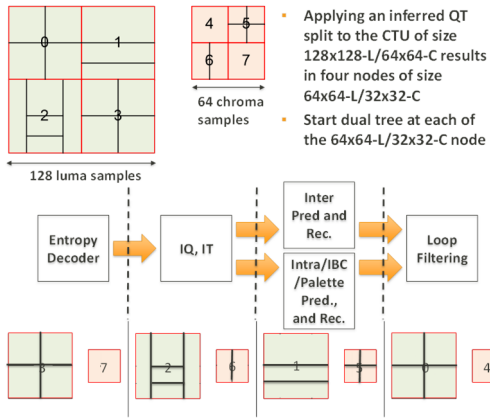 0 1
2 3
4 5
6 7
64 chroma
samples
128 luma samples
▪ Applying an inferred QT
split to the CTU of size
128x128-L/64x64-C results
in four nodes of size
64x64-L/32x32-C
▪ Start dual tree at each of
the 64x64-L/32x32-C node
Entropy
Decoder
IQ, IT
Inter
Pred and
Rec.
Intra/IBC
/Palette
Pred.,
and Rec.
Loop
Filtering
3 7 2 6 1 5 0 4